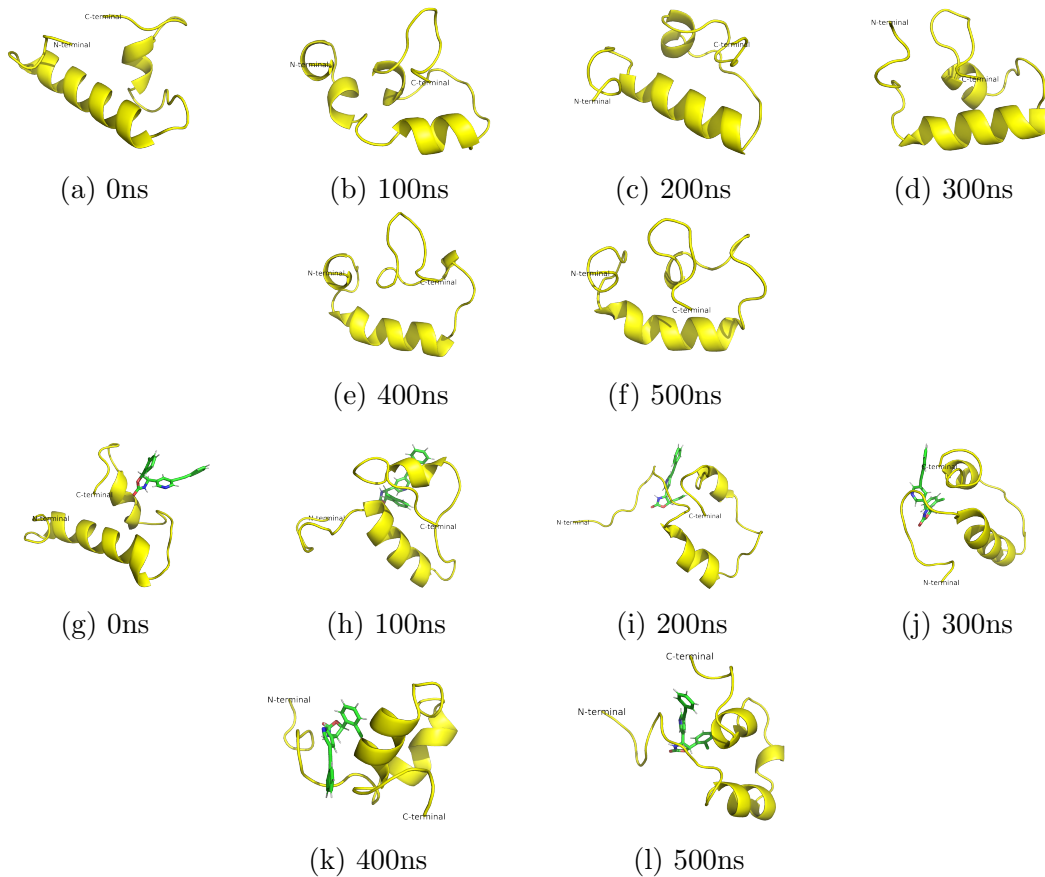 C-terminal
N-terminal
(a) 0ns
N-terminal
C-terminal
(b) 100ns
C-terminal
N-terminal
(c) 200ns
N-terminal
C-terminal
(d) 300ns
N-terminal
C-terminal
(e) 400ns
N-terminal
C-terminal
(f) 500ns
C-terminal
N-terminal
(g) 0ns
N-terminal
C-terminal
(h) 100ns
N-terminal
C-terminal
(i) 200ns
C-terminal
N-terminal
(j) 300ns
N-terminal
C-terminal
(k) 400ns
C-terminal
N-terminal
(l) 500ns